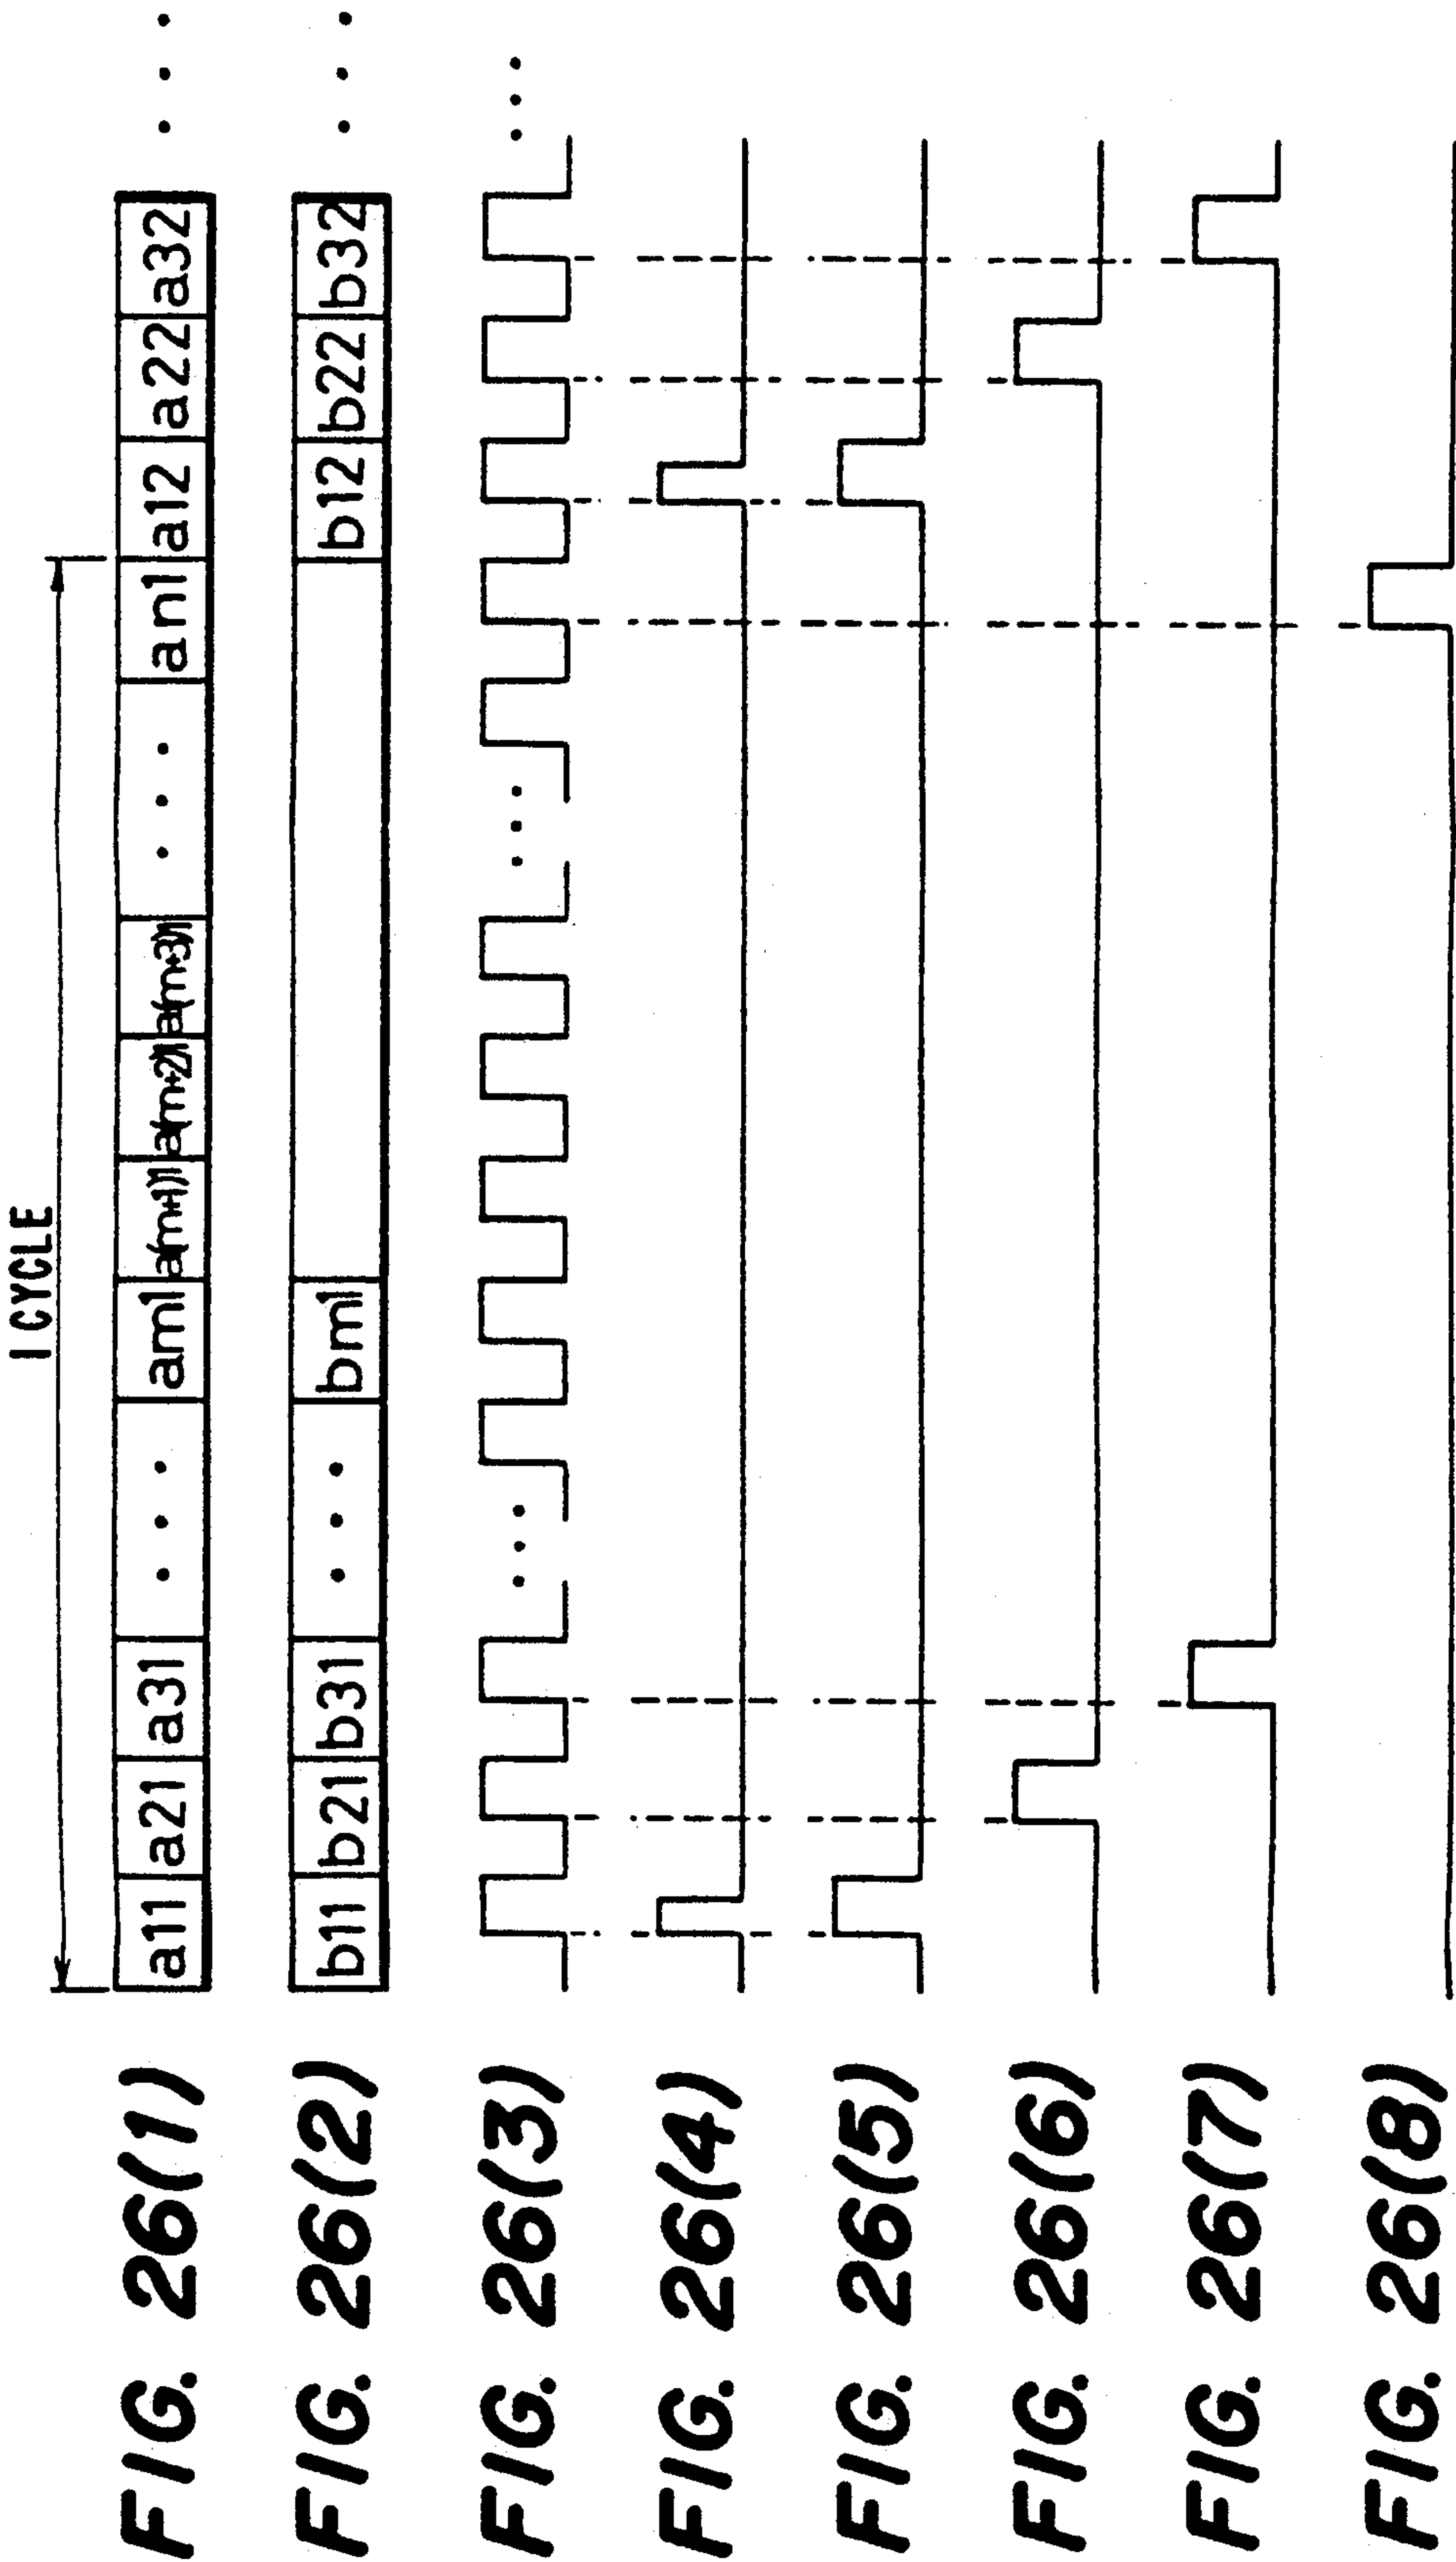 1 CYCLE
FIG. 26(1) a11 a21 a31 • • • am1 a(m+1)1 a(m+2)1 a(m+3)1 • • • an1 a12 a22 a32 • • •
FIG. 26(2) b11 b21 b31 • • • bm1 b12 b22 b32 • • •
FIG. 26(3) • • • • • • • • •
FIG. 26(4)
FIG. 26(5)
FIG. 26(6)
FIG. 26(7)
FIG. 26(8)